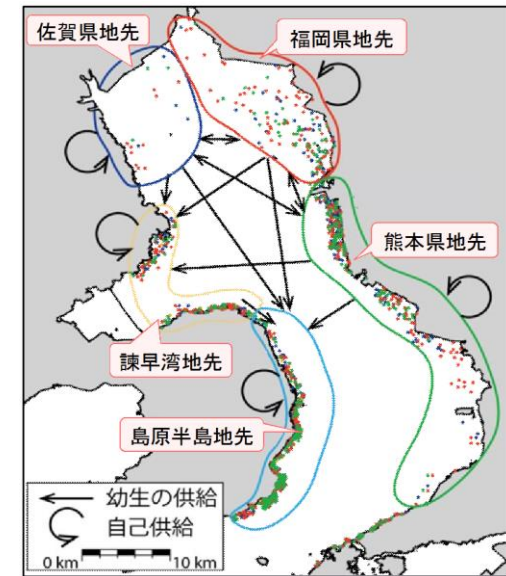 佐賀県地先
福岡県地先
熊本県地先
諫早湾地先
島原半島地先
幼生の供給
自己供給
0 km
10 km